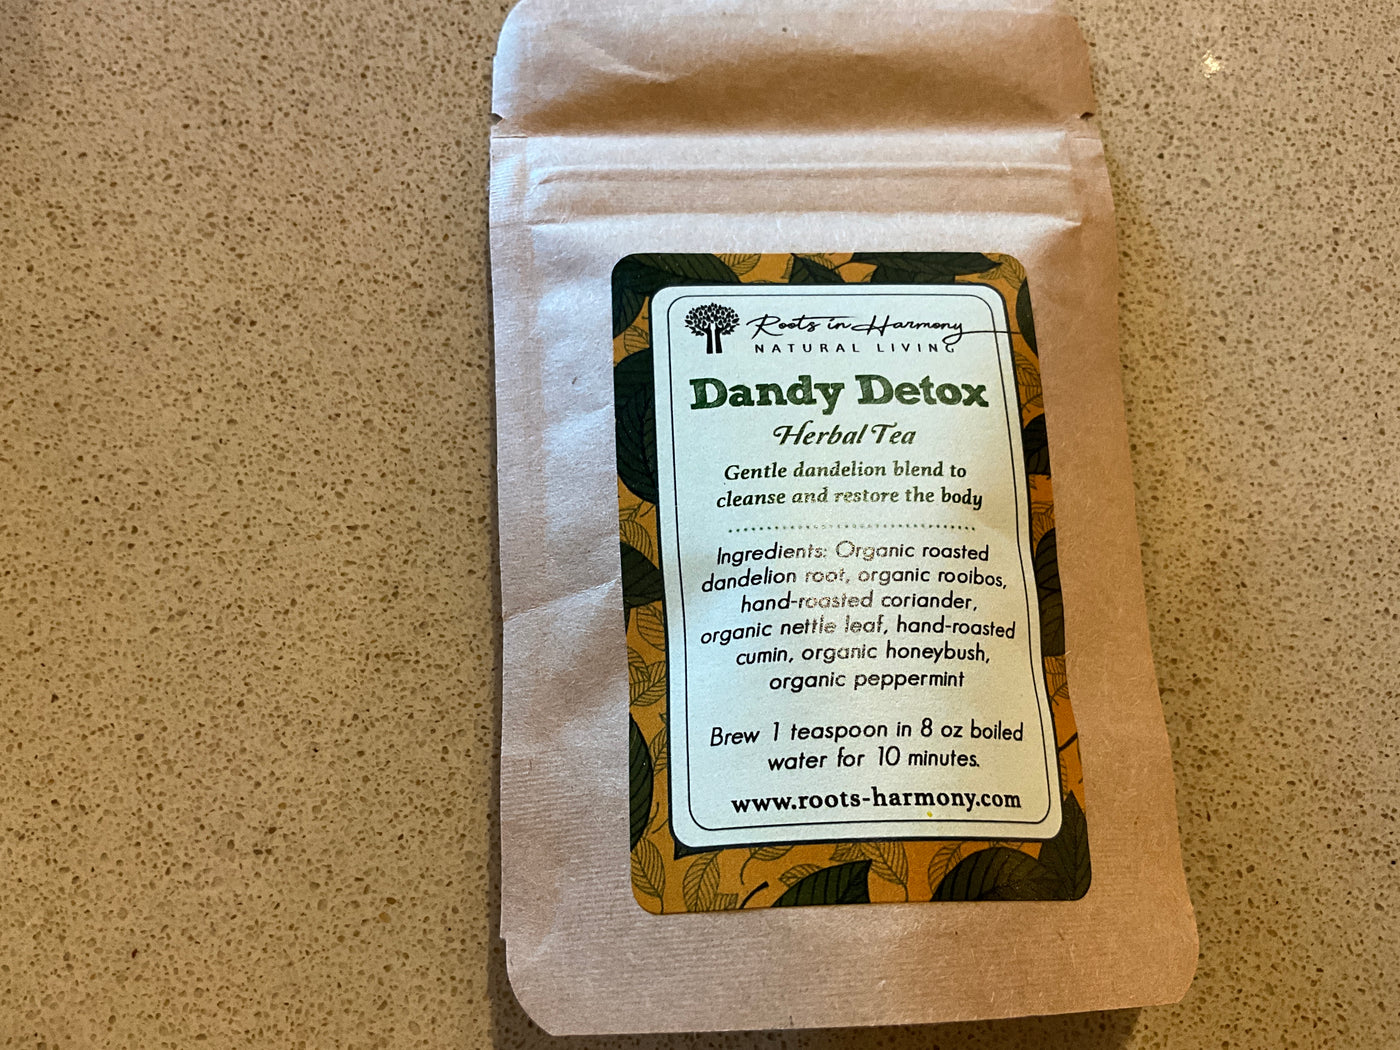 Roots in Harmony
NATURAL LIVING
Dandy Detox
Herbal Tea
Gentle dandelion blend to
cleanse and restore the body
Ingredients: Organic roasted
dandelion root, organic rooibos,
hand-roasted coriander,
organic nettle leaf, hand-roasted
cumin, organic honeybush,
organic peppermint
Brew 1 teaspoon in 8 oz boiled
water for 10 minutes.
www.roots-harmony.com